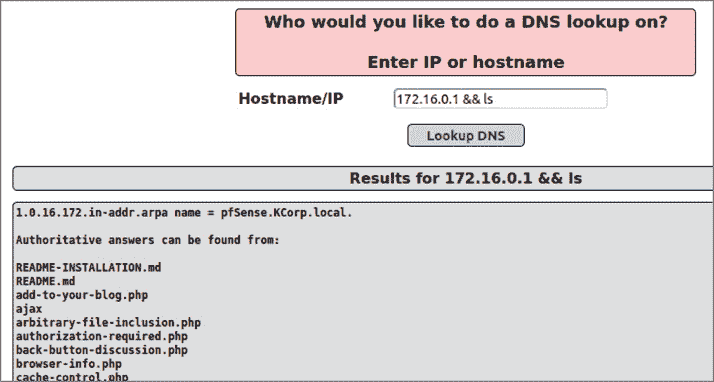 Who would you like to do a DNS lookup on?
Enter IP or hostname
Hostname/IP 172.16.0.1 && ls
Lookup DNS
Results for 172.16.0.1 && ls
1.0.16.172.in-addr.arpa name = pfSense.KCorp.local.
Authoritative answers can be found from:
README-INSTALLATION.md
README.md
add-to-your-blog.php
ajax
arbitrary-file-inclusion.php
authorization-required.php
back-button-discussion.php
browser-info.php
cache-control.php